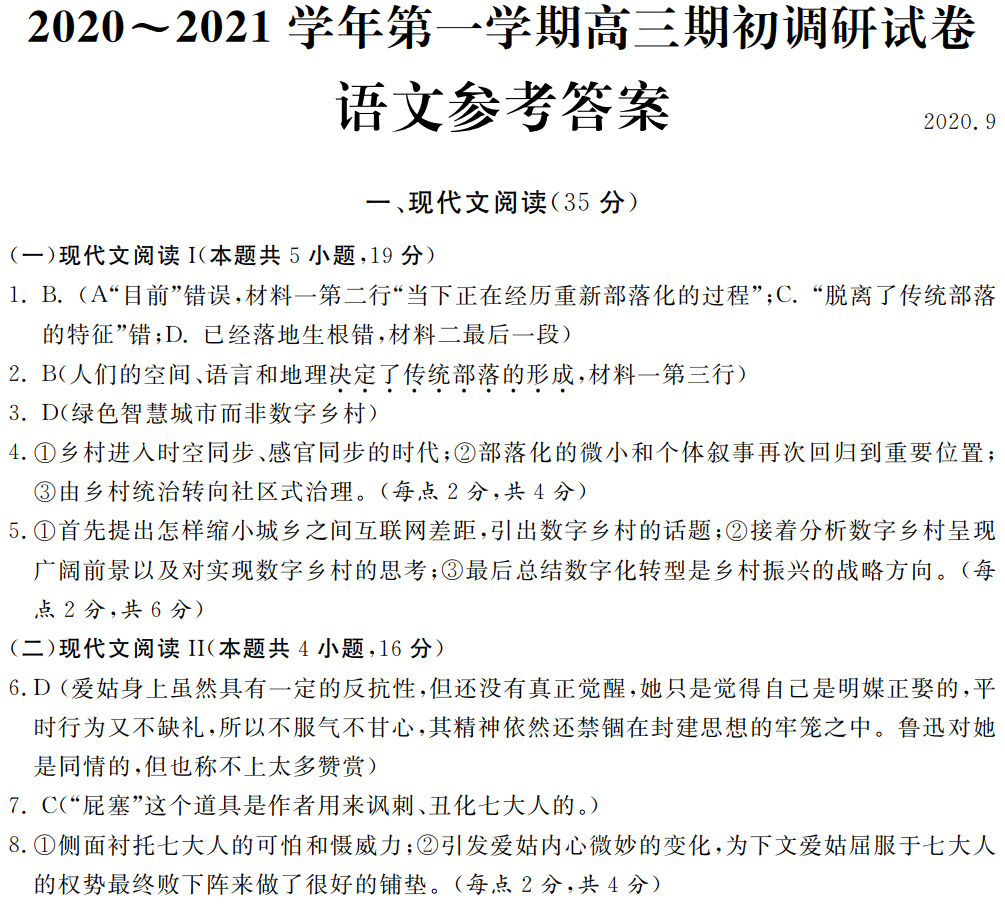 2020～2021 学年第一学期高三期初调研试卷
语文参考答案
2020.9
一、现代文阅读(35 分)
(一)现代文阅读 I(本题共 5 小题,19 分)
1. B. (A“目前”错误,材料一第二行“当下正在经历重新部落化的过程”;C. “脱离了传统部落
的特征”错;D. 已经落地生根错,材料二最后一段)
2. B(人们的空间、语言和地理决定了传统部落的形成,材料一第三行)
3. D(绿色智慧城市而非数字乡村)
4. ①乡村进入时空同步、感官同步的时代;②部落化的微小和个体叙事再次回归到重要位置;
③由乡村统治转向社区式治理。(每点 2 分,共 4 分)
5. ①首先提出怎样缩小城乡之间互联网差距,引出数字乡村的话题;②接着分析数字乡村呈现
广阔前景以及对实现数字乡村的思考;③最后总结数字化转型是乡村振兴的战略方向。(每
点 2 分,共 6 分)
(二)现代文阅读 II(本题共 4 小题,16 分)
6. D (爱姑身上虽然具有一定的反抗性,但还没有真正觉醒,她只是觉得自己是明媒正娶的,平
时行为又不缺礼,所以不服气不甘心,其精神依然还禁锢在封建思想的牢笼之中。鲁迅对她
是同情的,但也称不上太多赞赏)
7. C(“屁塞”这个道具是作者用来讽刺、丑化七大人的。)
8. ①侧面衬托七大人的可怕和慑威力;②引发爱姑内心微妙的变化,为下文爱姑屈服于七大人
的权势最终败下阵来做了很好的铺垫。(每点 2 分,共 4 分)